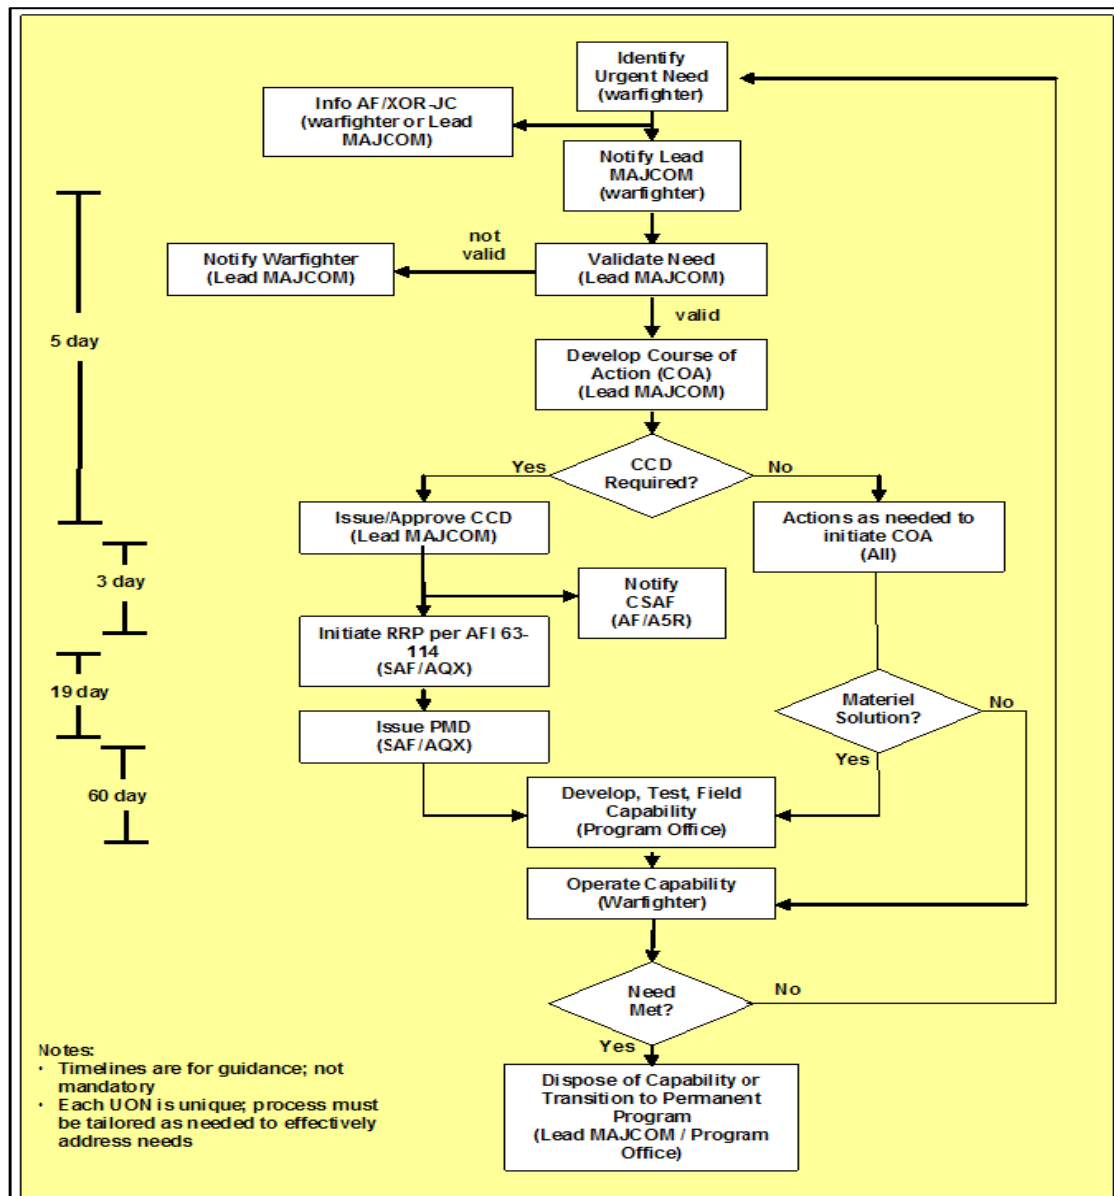 Identify
Urgent Need
(warfighter)
Info AF/XOR-JC
(warfighter or Lead
MAJCOM)
Notify Lead
MAJCOM
(warfighter)
not
valid
Notify Warfighter
(Lead MAJCOM)
Validate Need
(Lead MAJCOM)
valid
5 day
Develop Course of
Action (COA)
(Lead MAJCOM)
Yes
CCD
Required?
No
Issue/Approve CCD
(Lead MAJCOM)
Actions as needed to
initiate COA
(All)
3 day
Notify
CSAF
(AF/A5R)
Initiate RRP per AFI 63-
114
(SAF/AQX)
19 day
Materiel
Solution?
No
Issue PMD
(SAF/AQX)
Yes
60 day
Develop, Test, Field
Capability
(Program Office)
Operate Capability
(Warfighter)
Need
Met?
No
Yes
Notes:
· Timelines are for guidance; not
mandatory
· Each UON is unique; process must
be tailored as needed to effectively
address needs
Dispose of Capability or
Transition to Permanent
Program
(Lead MAJCOM / Program
Office)